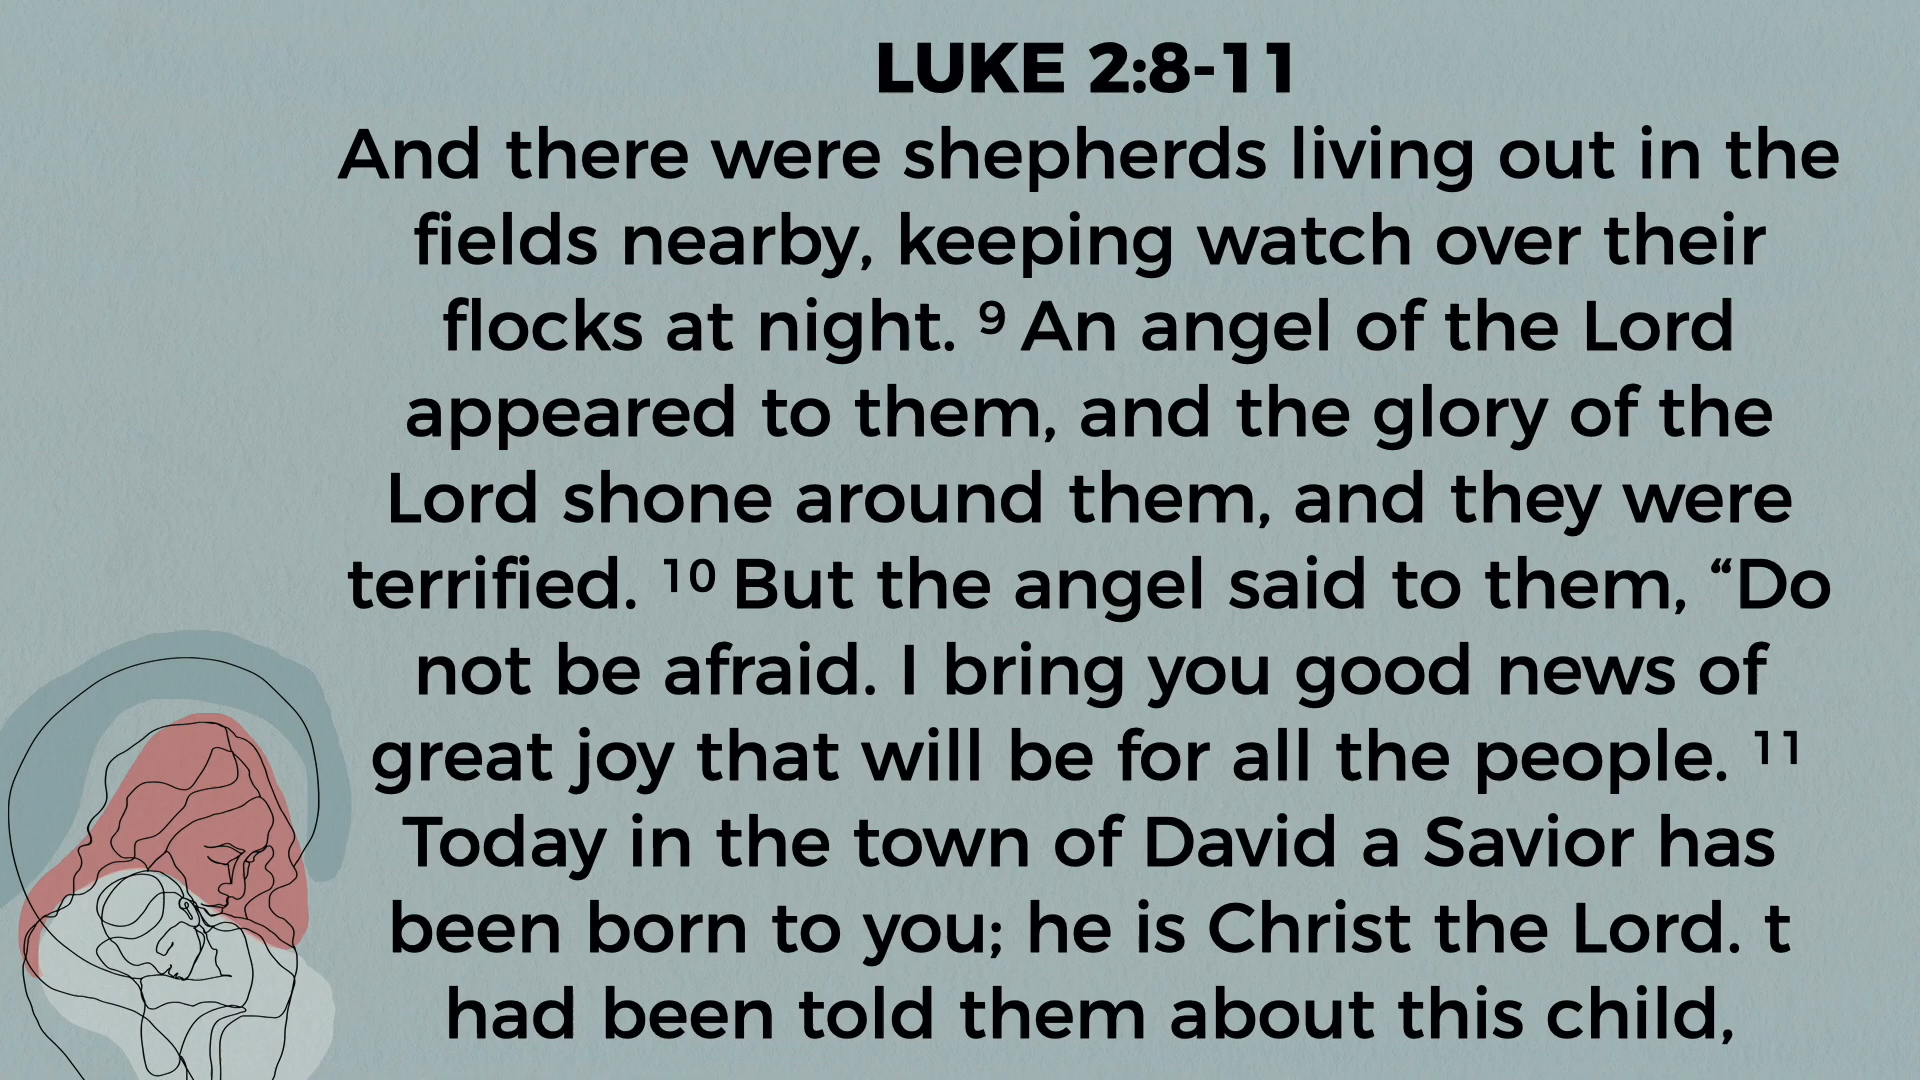 LUKE 2:8-11
And there were shepherds living out in the
fields nearby, keeping watch over their
flocks at night. ⁹ An angel of the Lord
appeared to them, and the glory of the
Lord shone around them, and they were
terrified. ¹⁰ But the angel said to them, “Do
not be afraid. I bring you good news of
great joy that will be for all the people. ¹¹
Today in the town of David a Savior has
been born to you; he is Christ the Lord. t
had been told them about this child,